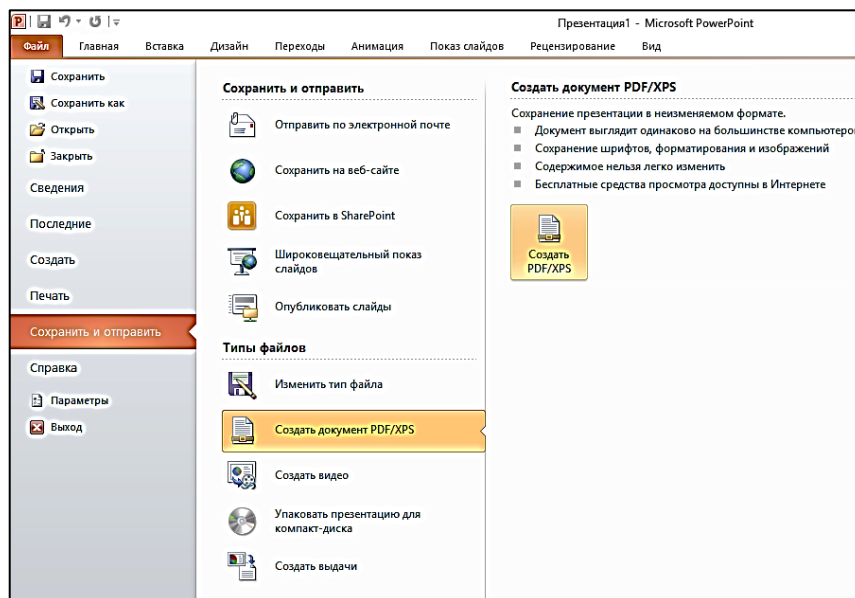 Презентация1 - Microsoft PowerPoint
Файл Главная Вставка Дизайн Переходы Анимация Показ слайдов Рецензирование Вид
Сохранить
Сохранить как
Открыть
Закрыть
Сведения
Последние
Создать
Печать
Сохранить и отправить
Справка
Параметры
Выход
Сохранить и отправить
Отправить по электронной почте
Сохранить на веб-сайте
Сохранить в SharePoint
Широковещательный показ
слайдов
Опубликовать слайды
Типы файлов
Изменить тип файла
Создать документ PDF/XPS
Создать видео
Упаковать презентацию для
компакт-диска
Создать выдачи
Создать документ PDF/XPS
Сохранение презентации в неизменяемом формате.
Документ выглядит одинаково на большинстве компьютеров
Сохранение шрифтов, форматирования и изображений
Содержимое нельзя легко изменить
Бесплатные средства просмотра доступны в Интернете
Создать
PDF/XPS